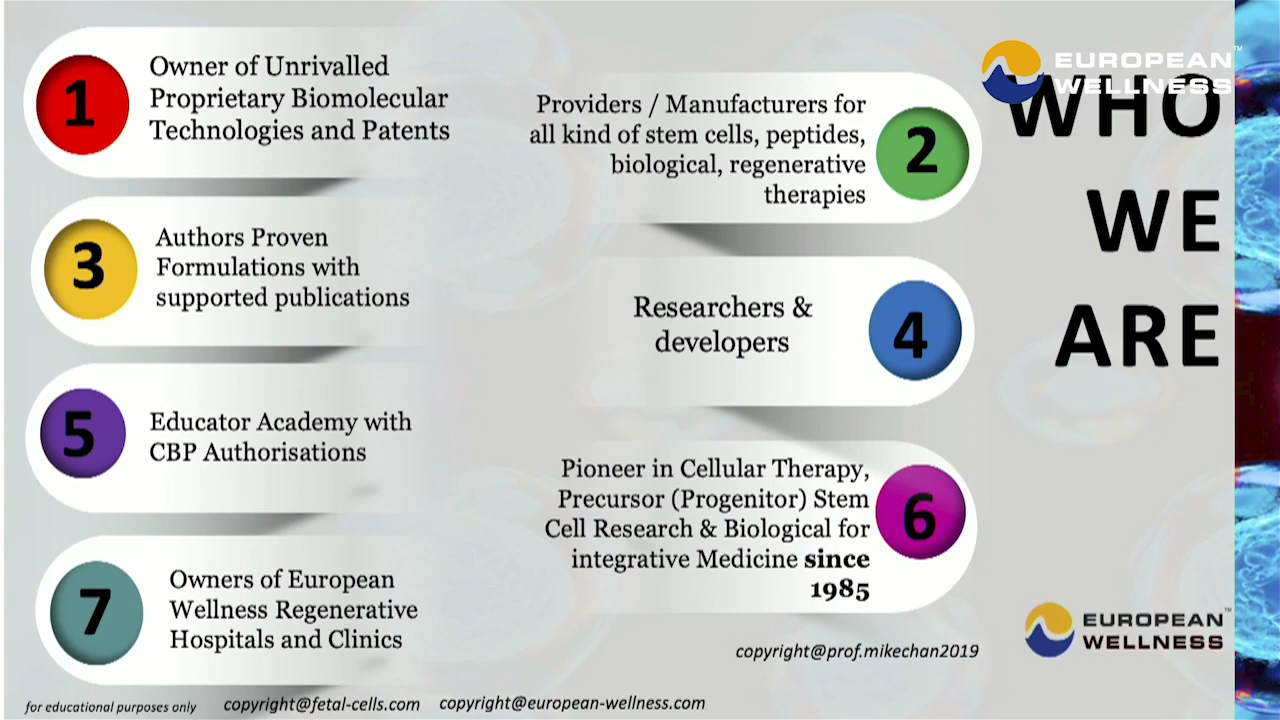 1
Owner of Unrivalled
Proprietary Biomolecular
Technologies and Patents
Providers / Manufacturers for
all kind of stem cells, peptides,
biological, regenerative
therapies
2
3
Authors Proven
Formulations with
supported publications
Researchers &
developers
4
5
Educator Academy with
CBP Authorisations
Pioneer in Cellular Therapy,
Precursor (Progenitor) Stem
Cell Research & Biological for
integrative Medicine since
1985
6
7
Owners of European
Wellness Regenerative
Hospitals and Clinics
EUROPEAN™
WELLNESS
WHO
WE
ARE
EUROPEAN™
WELLNESS
copyright@prof.mikechan2019
for educational purposes only copyright@fetal-cells.com copyright@european-wellness.com